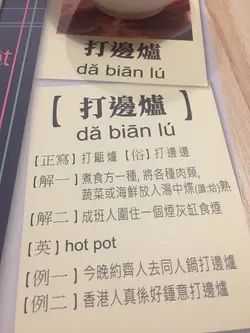 ot
打邊爐
dǎ biān lú
【 打邊爐 】
dǎ biān lú
【正寫】打甂爐【俗】打邊邊
【解一】煮食方一種, 將各種肉類,
蔬菜或海鮮放入湯中焯(讀:焓)熟
【解二】成班人圍住一個煙灰缸食煙
【英】hot pot
【例一】今晚約齊人去同人鍋打邊爐
【例二】香港人真係好鍾意打邊爐